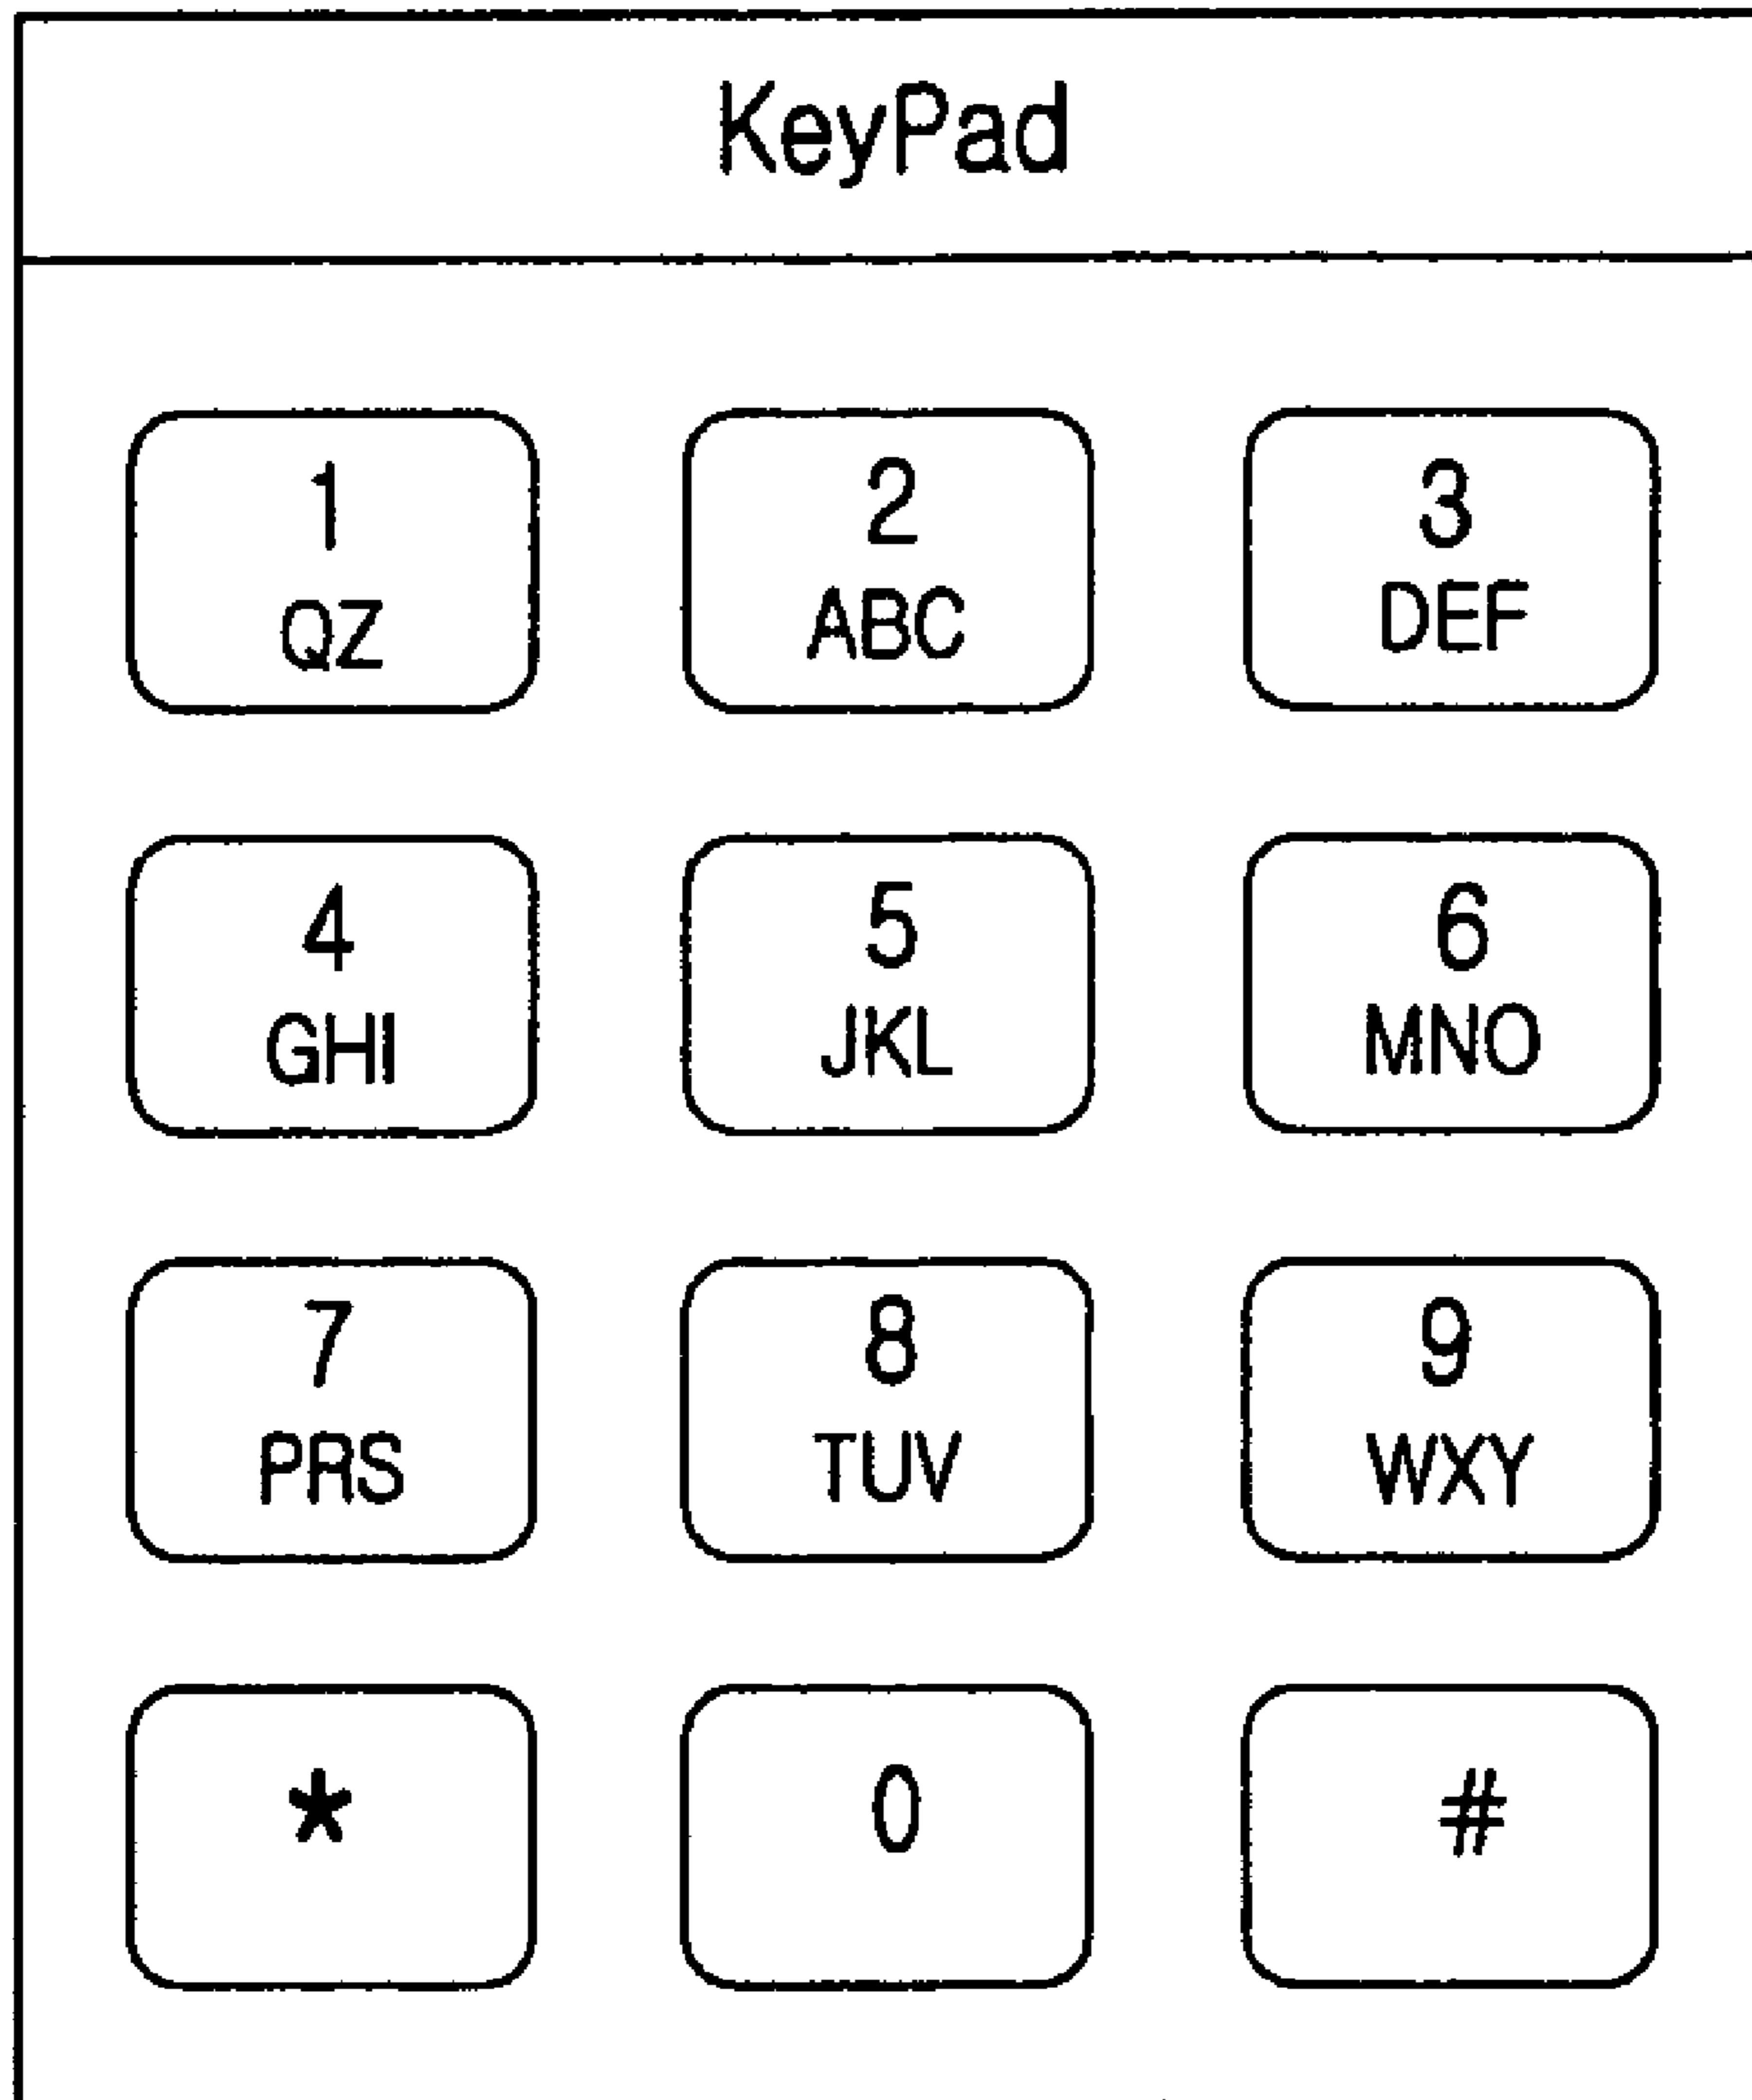 KeyPad
1 2 3
QZ ABC DEF
4 5 6
GHI JKL MNO
7 8 9
PRS TUV WXY
* 0 #